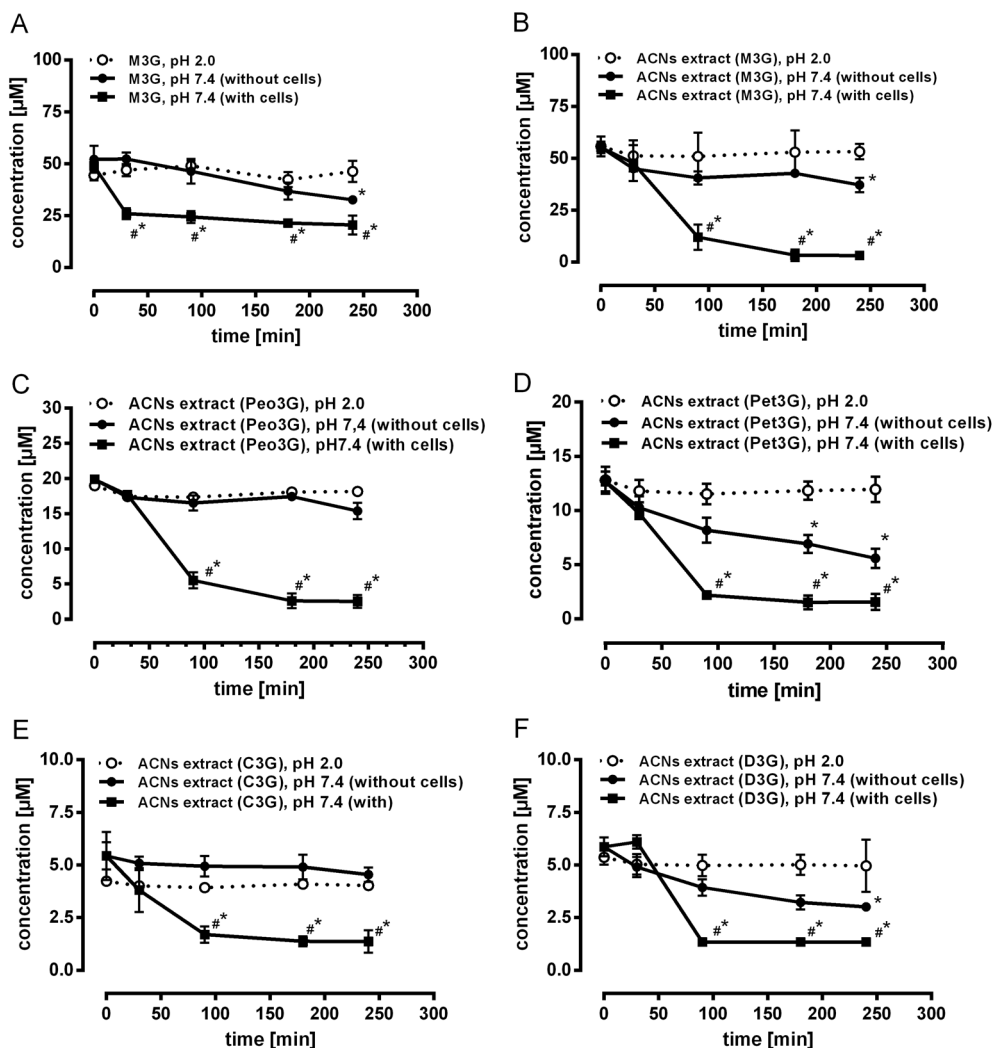 A
M3G, pH 2.0
M3G, pH 7.4 (without cells)
M3G, pH 7.4 (with cells)
concentration [µM]
75
50
25
0
*
#* #* #* #*
0 50 100 150 200 250 300
time [min]
B
ACNs extract (M3G), pH 2.0
ACNs extract (M3G), pH 7.4 (without cells)
ACNs extract (M3G), pH 7.4 (with cells)
concentration [µM]
100
75
50
25
0
*
#* #* #*
0 50 100 150 200 250 300
time [min]
C
ACNs extract (Peo3G), pH 2.0
ACNs extract (Peo3G), pH 7,4 (without cells)
ACNs extract (Peo3G), pH7.4 (with cells)
concentration [µM]
30
25
20
15
10
5
0
#* #* #*
0 50 100 150 200 250 300
time [min]
D
ACNs extract (Pet3G), pH 2.0
ACNs extract (Pet3G), pH 7.4 (without cells)
ACNs extract (Pet3G), pH 7.4 (with cells)
concentration [µM]
20
15
10
5
0
* *
#* #* #*
0 50 100 150 200 250 300
time [min]
E
ACNs extract (C3G), pH 2.0
ACNs extract (C3G), pH 7.4 (without cells)
ACNs extract (C3G), pH 7.4 (with)
concentration [µM]
10.0
7.5
5.0
2.5
0.0
#* #* #*
0 50 100 150 200 250 300
time [min]
F
ACNs extract (D3G), pH 2.0
ACNs extract (D3G), pH 7.4 (without cells)
ACNs extract (D3G), pH 7.4 (with cells)
concentration [µM]
10.0
7.5
5.0
2.5
0.0
*
#* #* #*
0 50 100 150 200 250 300
time [min]